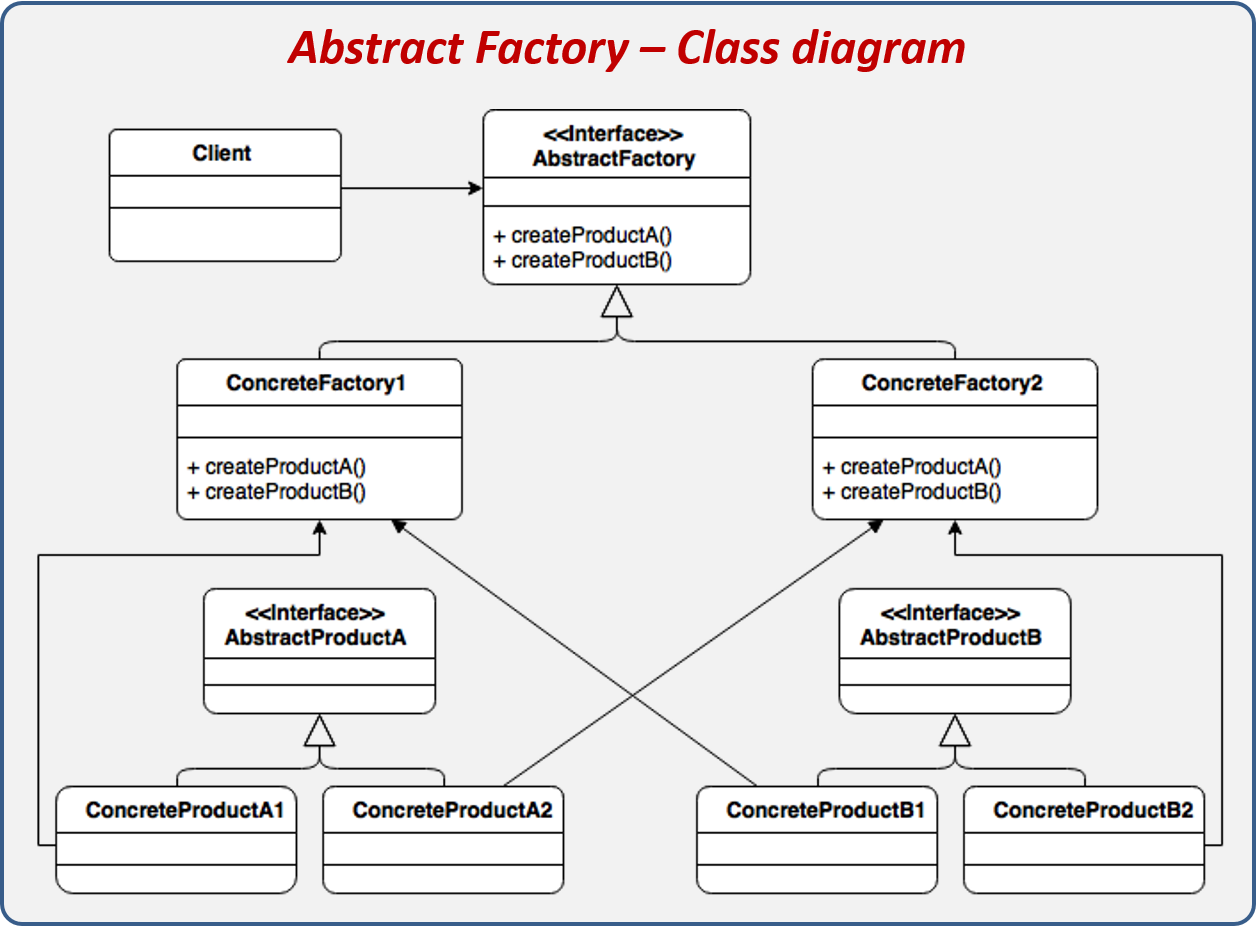 Abstract Factory – Class diagram
Client
<<Interface>>
AbstractFactory
+ createProductA()
+ createProductB()
ConcreteFactory1
+ createProductA()
+ createProductB()
ConcreteFactory2
+ createProductA()
+ createProductB()
<<Interface>>
AbstractProductA
<<Interface>>
AbstractProductB
ConcreteProductA1
ConcreteProductA2
ConcreteProductB1
ConcreteProductB2